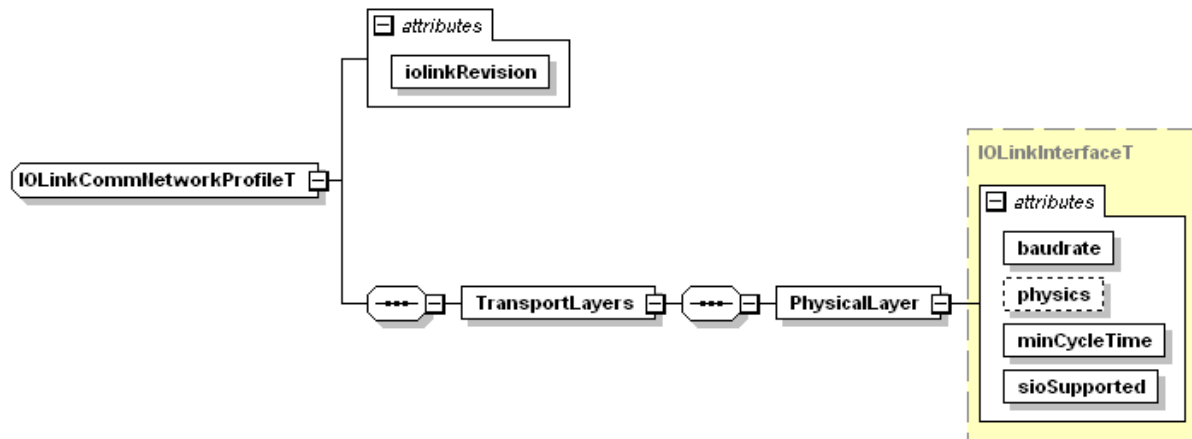 attributes
iolinkRevision
IOLinkCommNetworkProfileT
IOLinkInterfaceT
attributes
baudrate
physics
TransportLayers
PhysicalLayer
minCycleTime
sioSupported